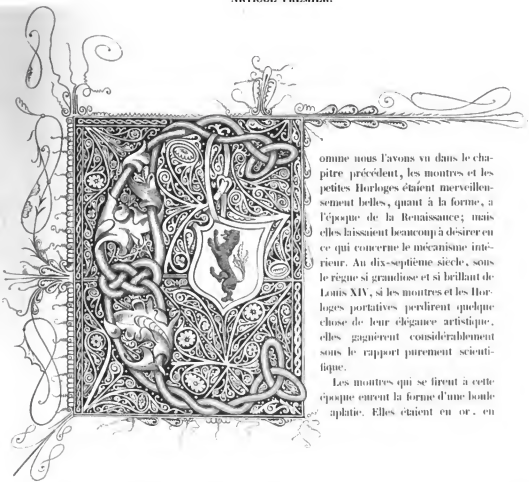 ARTICLE PREMIER.
Comme nous l'avons vu dans le cha-
pitre précédent, les montres et les
petites Horloges étaient merveilleu-
sement belles, quant à la forme, a
l'époque de la Renaissance; mais
elles laissaient beaucoup à désirer en
ce qui concerne le mécanisme inté-
rieur. Au dix-septième siècle, sous
le règne si grandiose et si brillant de
Louis XIV, si les montres et les Hor-
loges portatives perdirent quelque
chose de leur élégance artistique,
elles gagnèrent considérablement
sous le rapport purement scienti-
fique.
Les montres qui se firent à cette
époque eurent la forme d'une boule
aplatie. Elles étaient en or, en